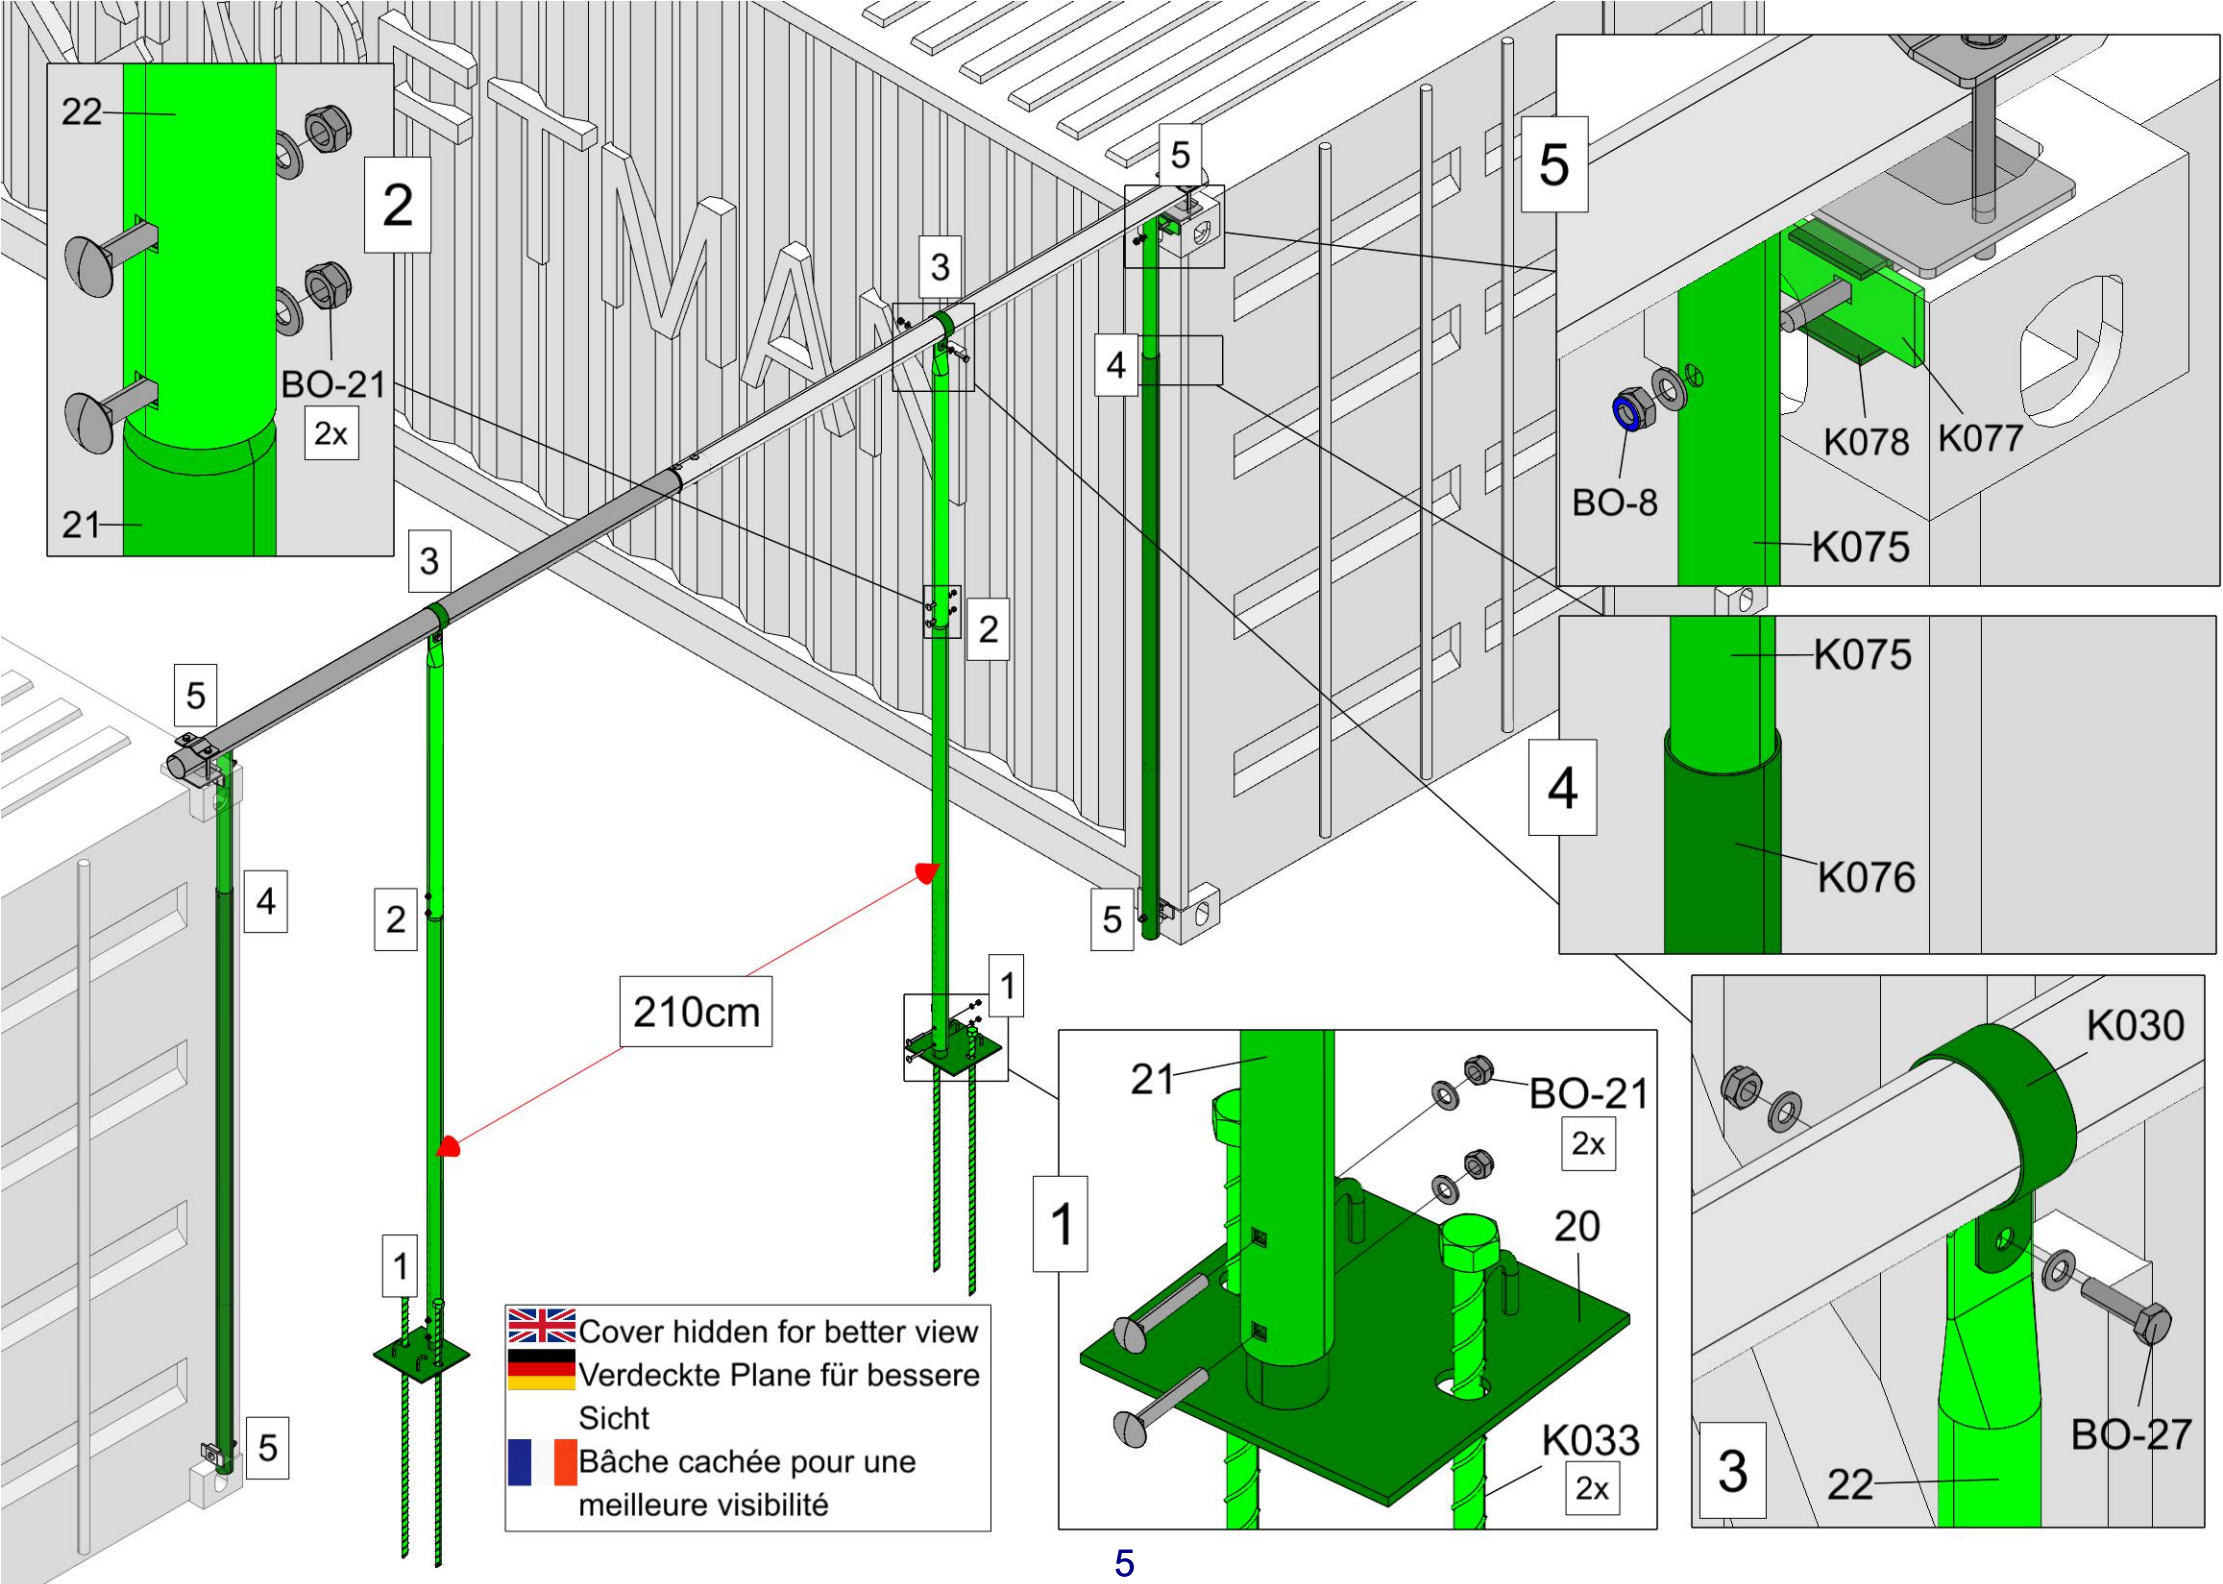 ETTMANN
22
2
BO-21
2x
21
5
3
4
2
5
1
3
5
4
2
1
5
210cm
5
BO-8
K078
K077
K075
4
K075
K076
1
21
BO-21
2x
20
K033
2x
3
K030
BO-27
22
Cover hidden for better view
Verdeckte Plane für bessere
Sicht
Bâche cachée pour une
meilleure visibilité
5